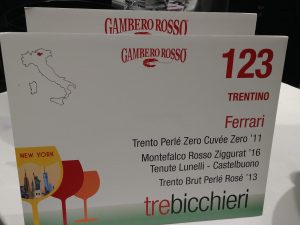 GAMBERO ROSSO
GAMBERO ROSSO
123
TRENTINO
Ferrari
Trento Perlé Zero Cuvée Zero '11
Montefalco Rosso Ziggurat '16
Tenute Lunelli - Castelbuono
Trento Brut Perlé Rosé '13
NEW YORK
trebicchieri